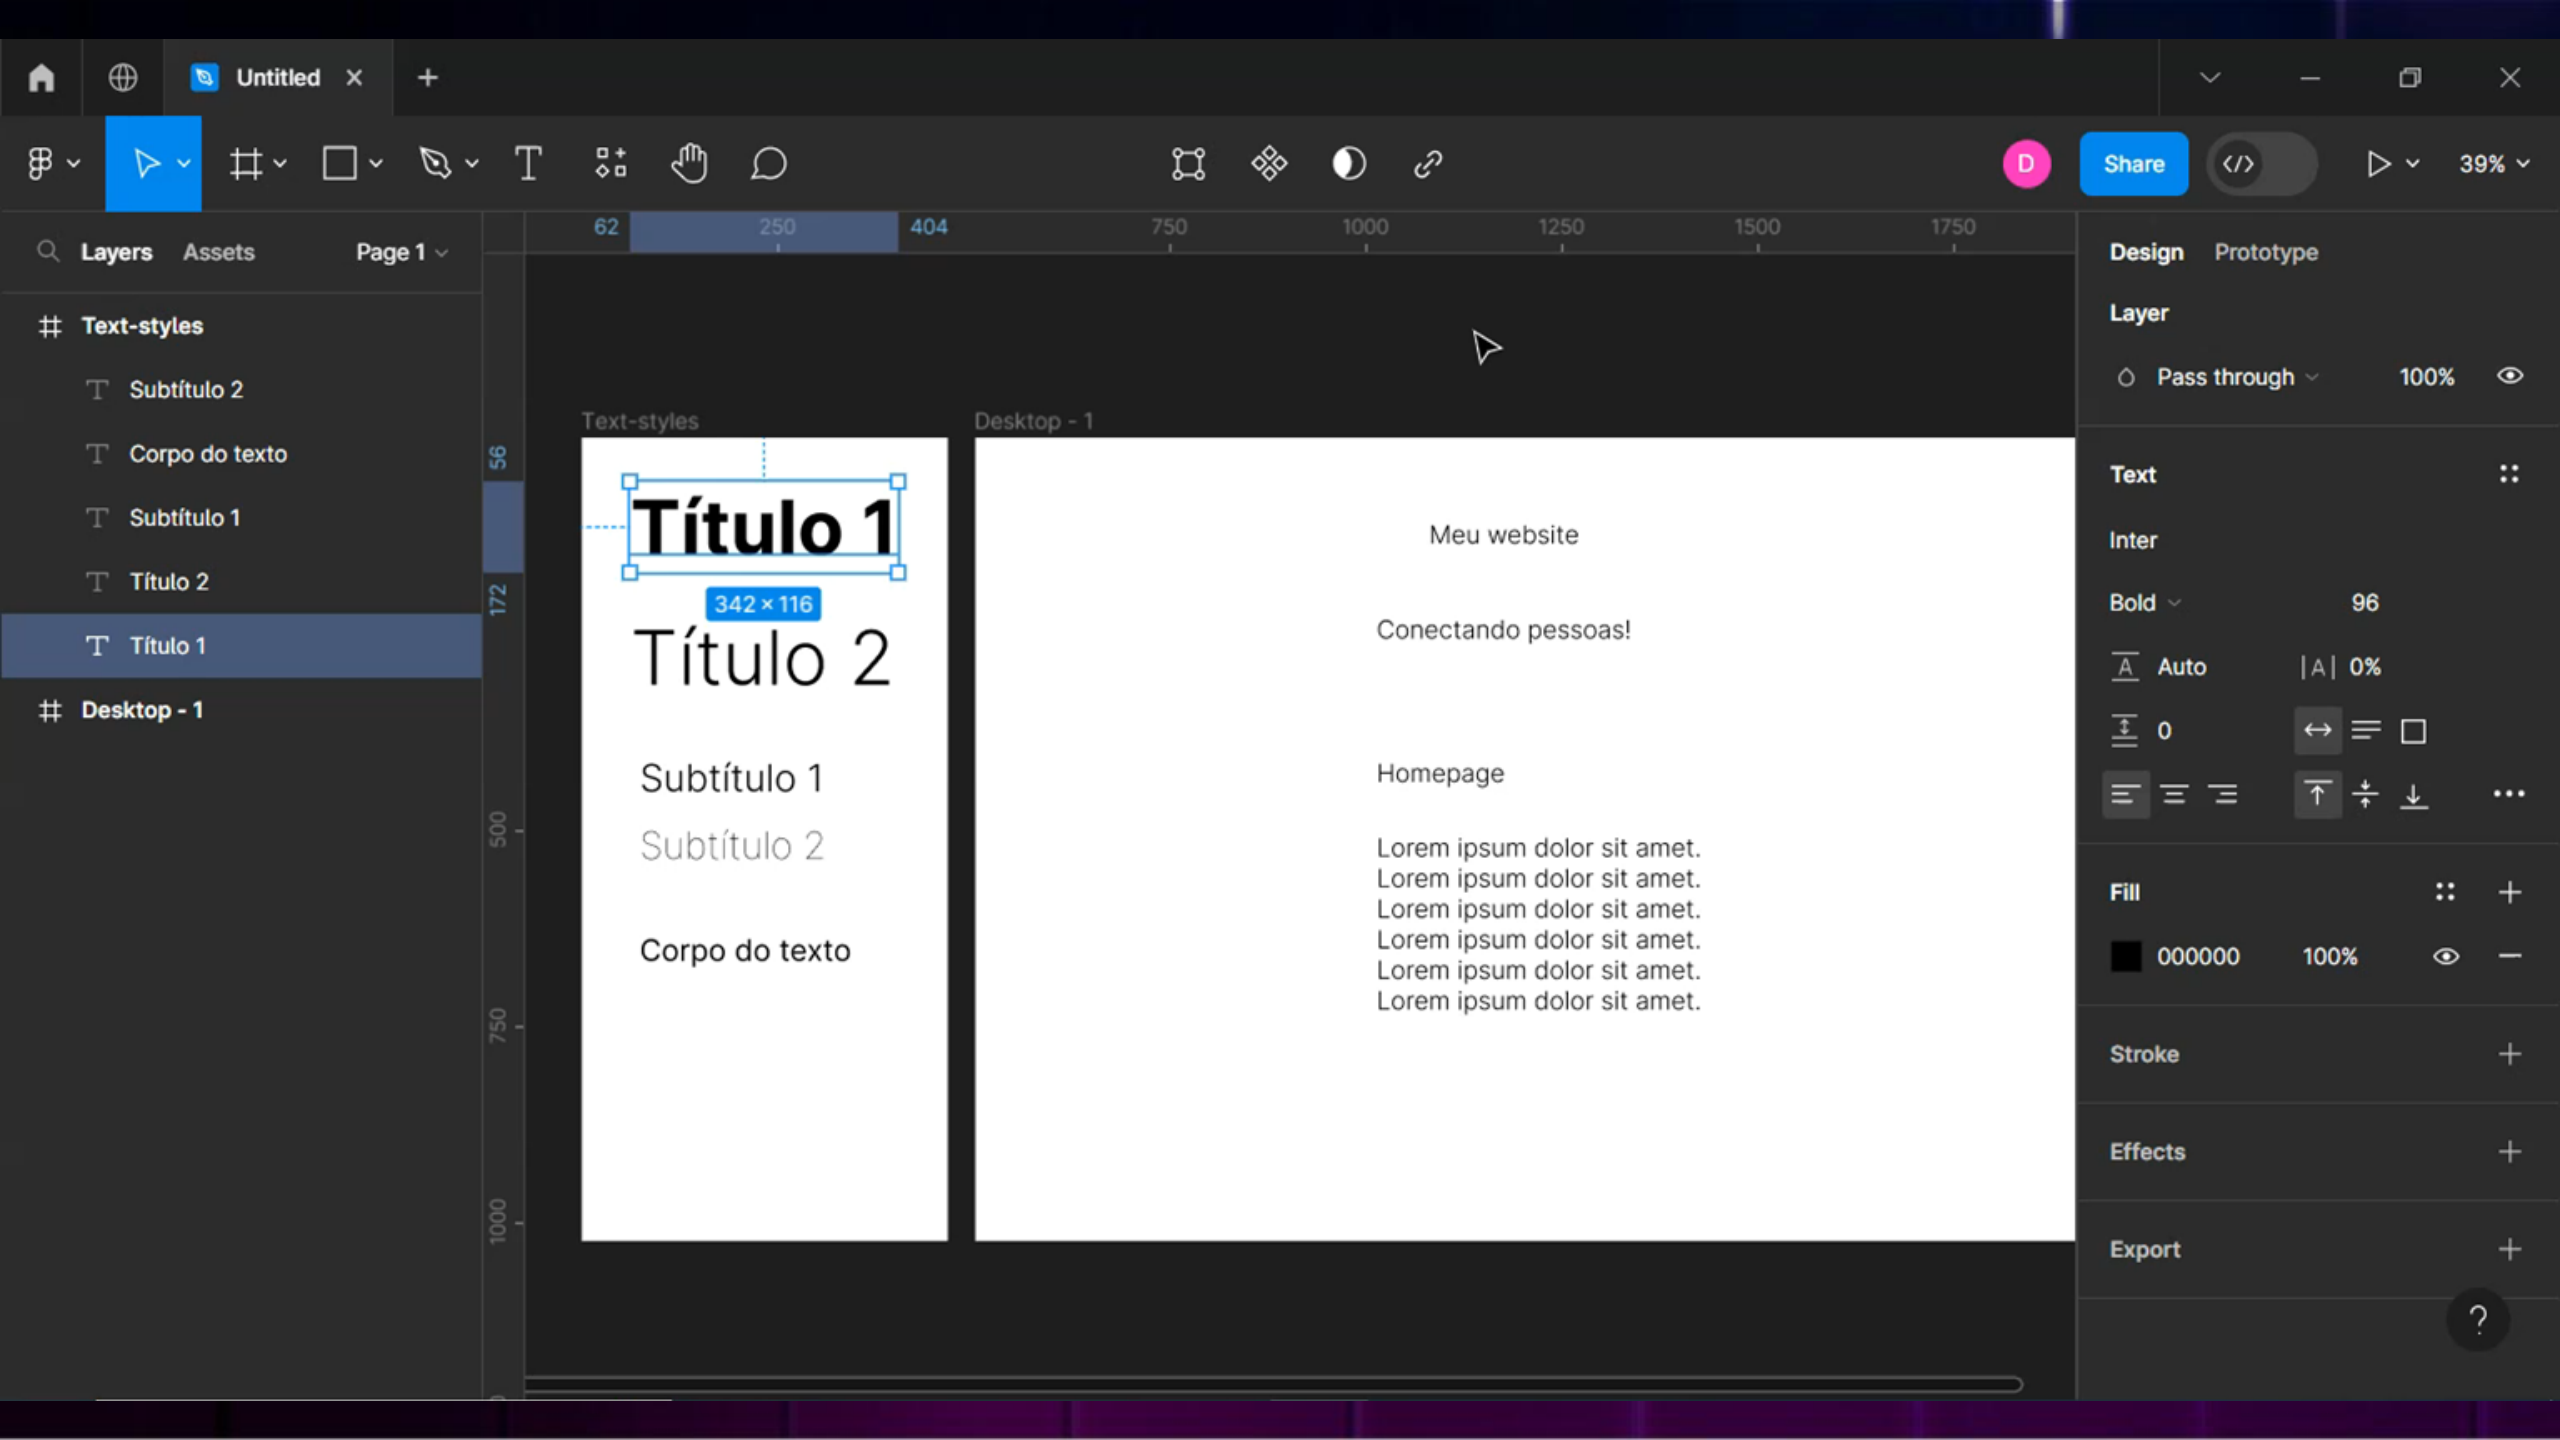 Untitled
D
Share
39%
Layers
Assets
Page 1
Text-styles
Subtítulo 2
Corpo do texto
Subtítulo 1
Título 2
Título 1
Desktop - 1
62
250
404
750
1000
1250
1500
1750
56
172
500
750
1000
Text-styles
Título 1
342 × 116
Título 2
Subtítulo 1
Subtítulo 2
Corpo do texto
Desktop - 1
Meu website
Conectando pessoas!
Homepage
Lorem ipsum dolor sit amet.
Lorem ipsum dolor sit amet.
Lorem ipsum dolor sit amet.
Lorem ipsum dolor sit amet.
Lorem ipsum dolor sit amet.
Lorem ipsum dolor sit amet.
Design
Prototype
Layer
Pass through
100%
Text
Inter
Bold
96
Auto
0%
0
Fill
000000
100%
Stroke
Effects
Export
?